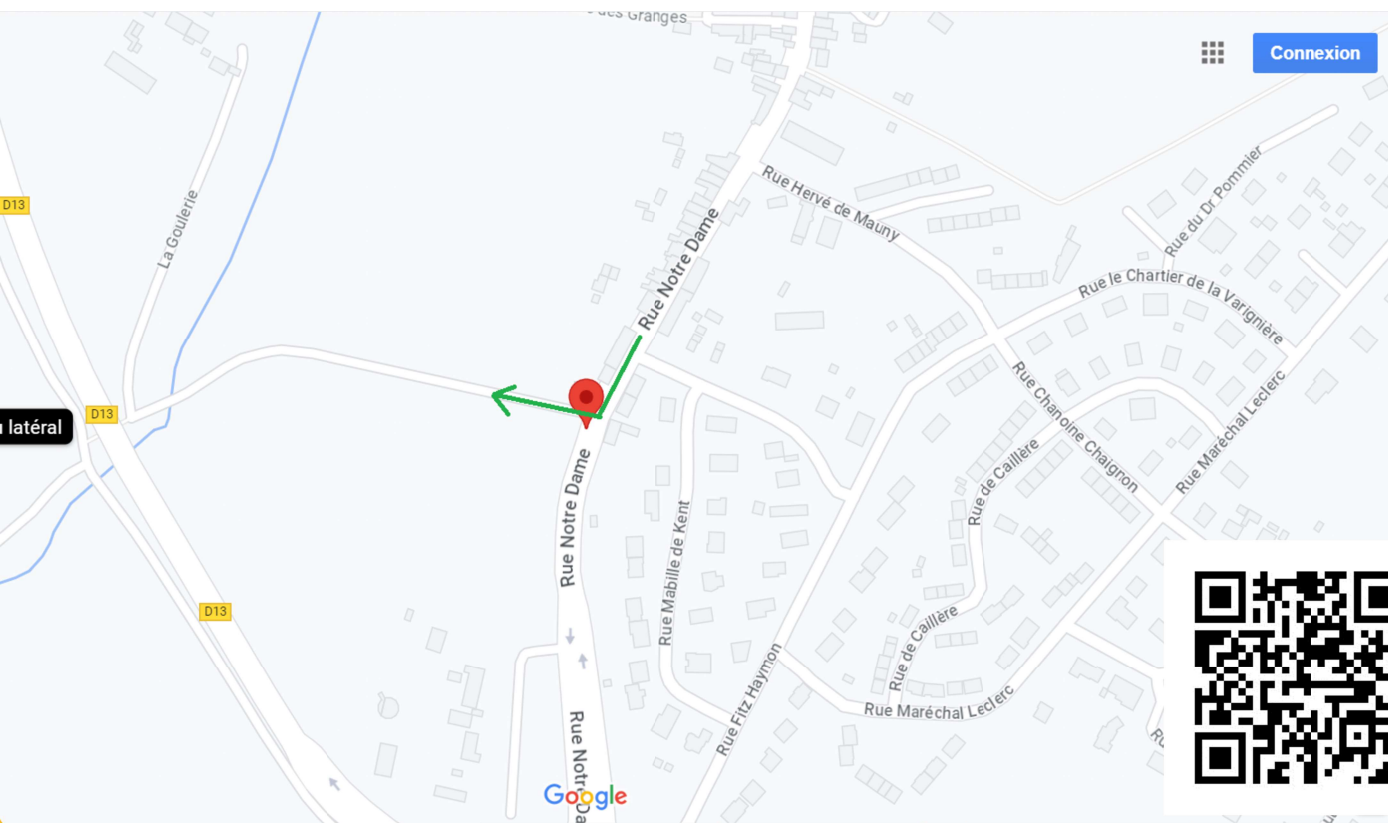 des Granges
Connexion
D13
La Goulerie
Rue Notre Dame
Rue Hervé de Mauny
Rue du Dr Pommier
Rue le Chartier de la Varignière
D13
latéral
Rue Chanoine Chaignon
Rue Maréchal Leclerc
Rue de Caillère
Rue Notre Dame
Rue Mabille de Kent
D13
Rue de Caillère
Rue Fitz Haymon
Rue Maréchal Leclerc
Rue Notre Da
Google